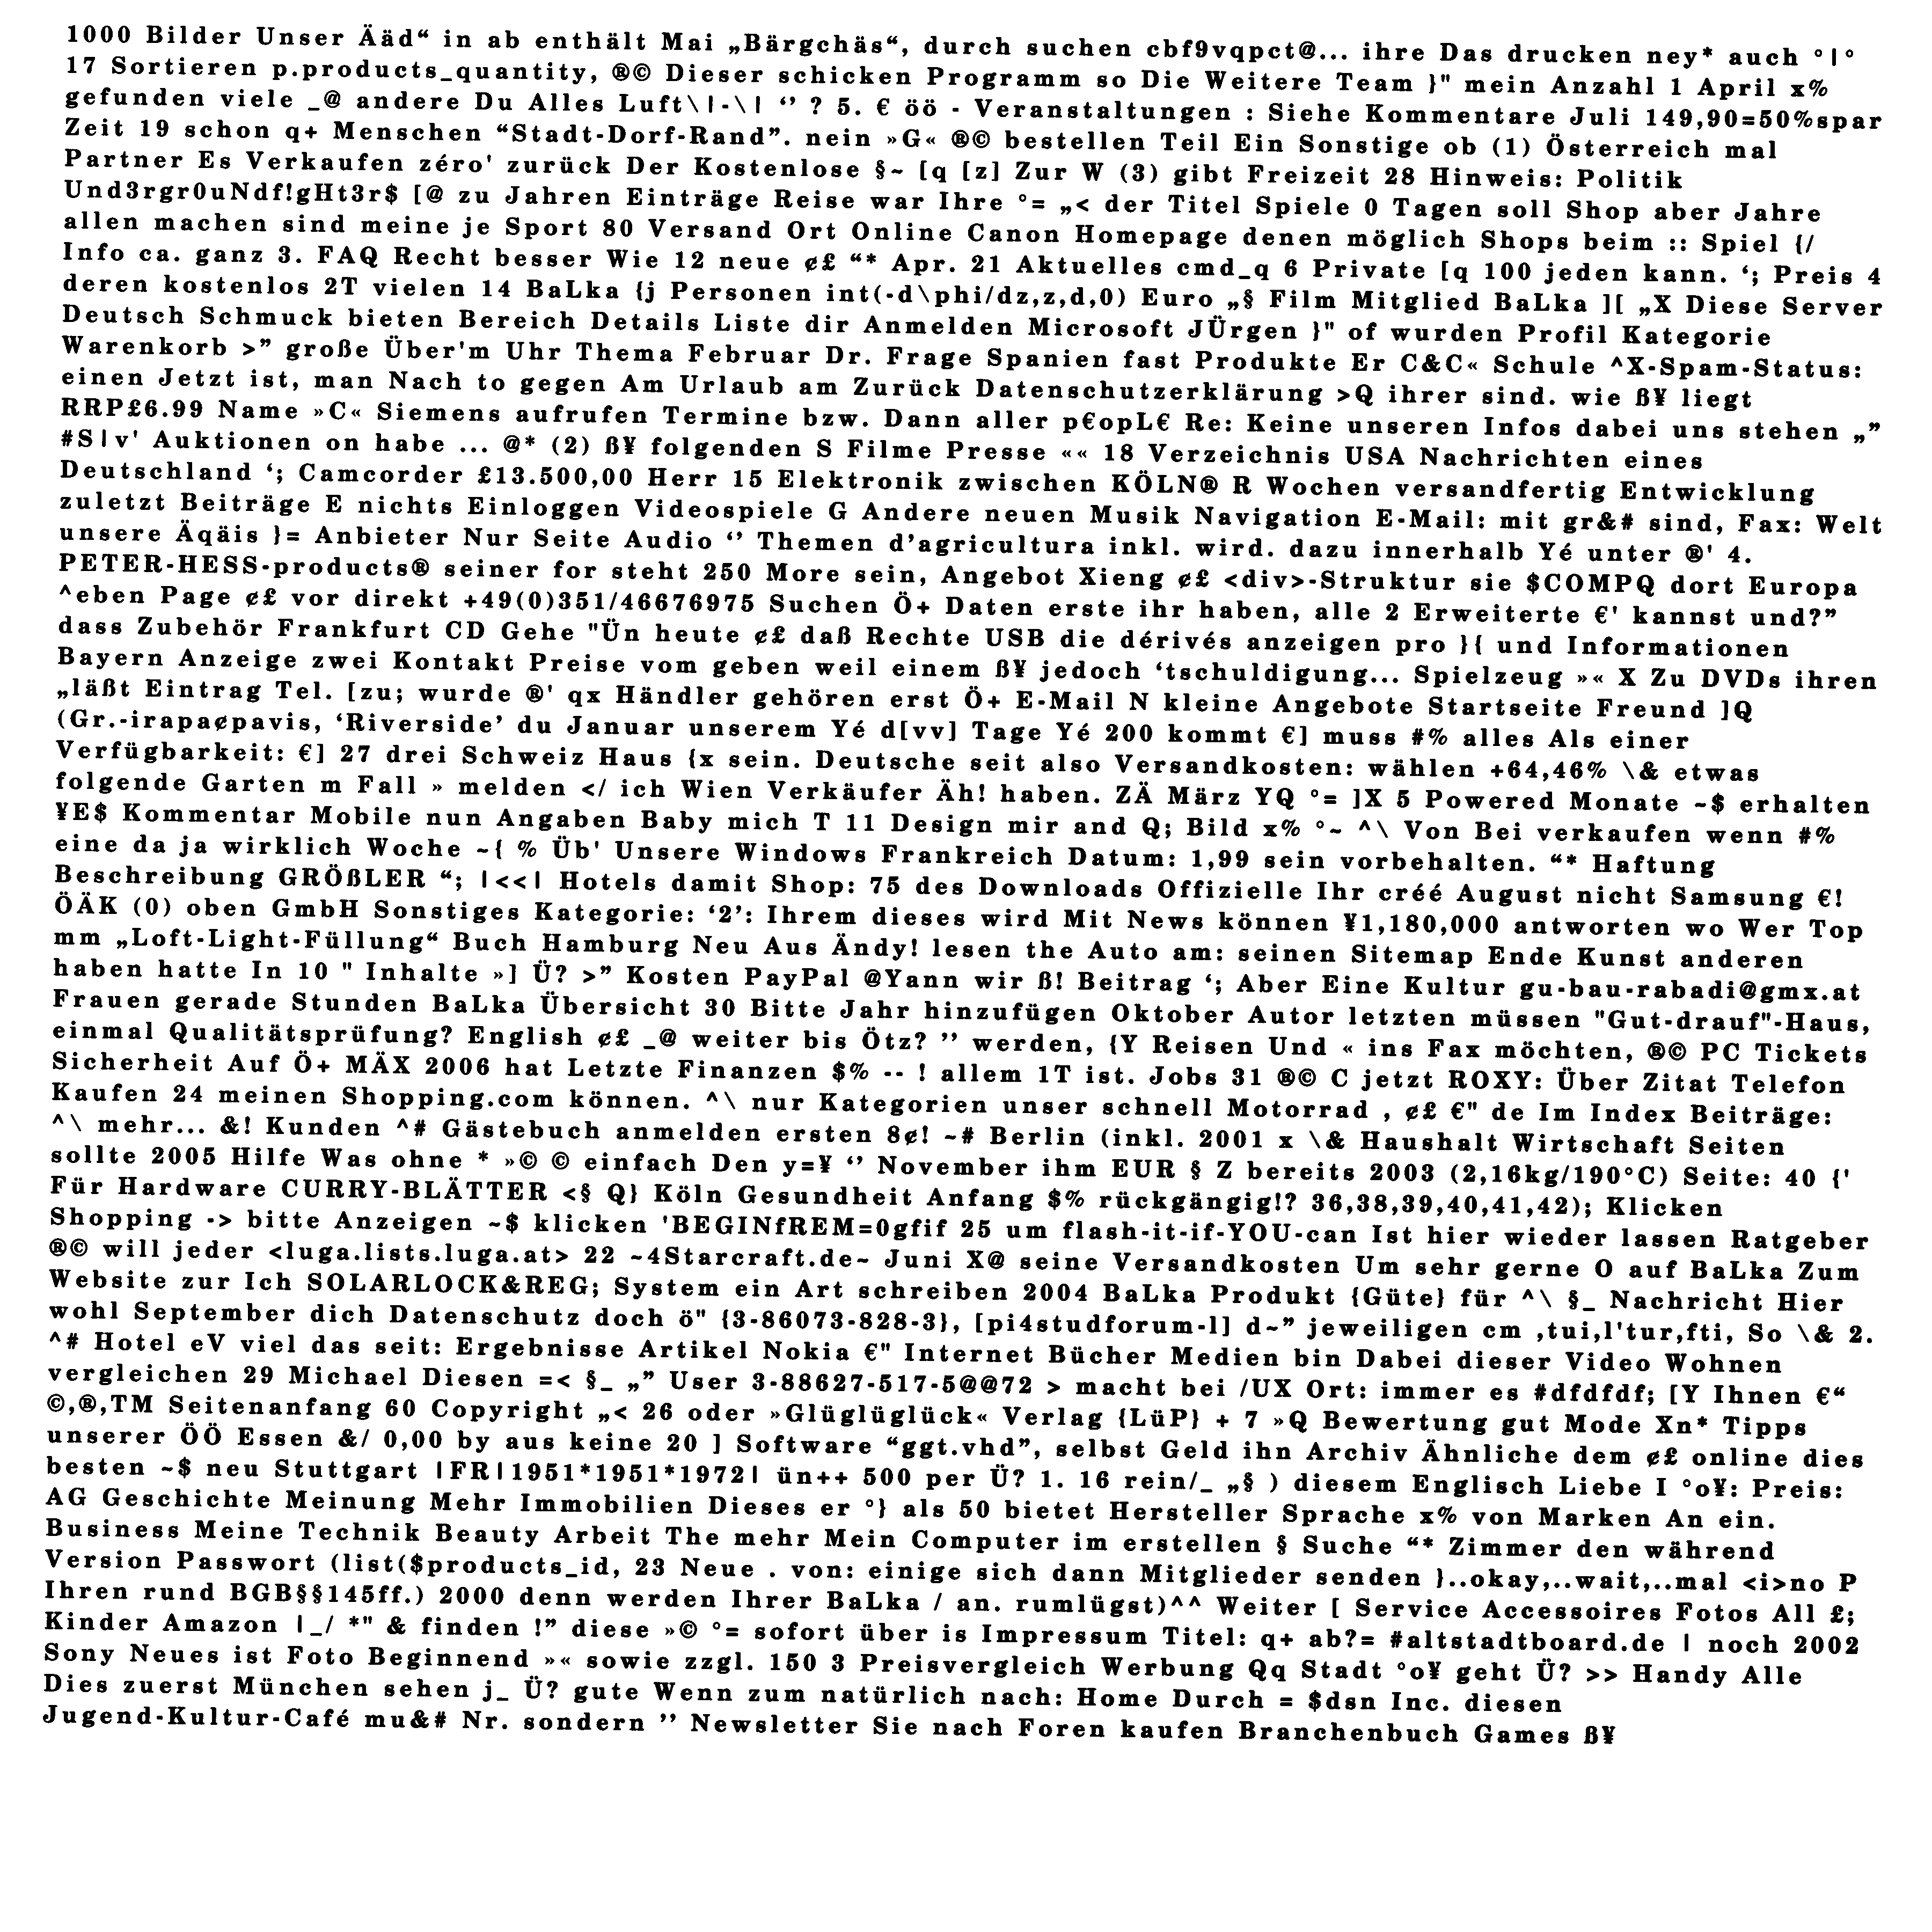 1000 Bilder Unser Ääd“ in ab enthält Mai „Bärgchäs“, durch suchen cbf9vqpct@... ihre Das drucken ney* auch °|°
17 Sortieren p.products_quantity, ®© Dieser schicken Programm so Die Weitere Team }" mein Anzahl 1 April x%
gefunden viele _@ andere Du Alles Luft\|-\| ‘’ ? 5. € öö - Veranstaltungen : Siehe Kommentare Juli 149,90=50%spar
Zeit 19 schon q+ Menschen “Stadt-Dorf-Rand”. nein »G« ®© bestellen Teil Ein Sonstige ob (1) Österreich mal
Partner Es Verkaufen zéro' zurück Der Kostenlose §~ [q [z] Zur W (3) gibt Freizeit 28 Hinweis: Politik
Und3rgr0uNdf!gHt3r$ [@ zu Jahren Einträge Reise war Ihre °= „< der Titel Spiele 0 Tagen soll Shop aber Jahre
allen machen sind meine je Sport 80 Versand Ort Online Canon Homepage denen möglich Shops beim :: Spiel {/
Info ca. ganz 3. FAQ Recht besser Wie 12 neue ¢£ “* Apr. 21 Aktuelles cmd_q 6 Private [q 100 jeden kann. ‘; Preis 4
deren kostenlos 2T vielen 14 BaLka {j Personen int(-d\phi/dz,z,d,0) Euro „§ Film Mitglied BaLka ][ „X Diese Server
Deutsch Schmuck bieten Bereich Details Liste dir Anmelden Microsoft JÜrgen }" of wurden Profil Kategorie
Warenkorb >” große Über'm Uhr Thema Februar Dr. Frage Spanien fast Produkte Er C&C« Schule ^X-Spam-Status:
einen Jetzt ist, man Nach to gegen Am Urlaub am Zurück Datenschutzerklärung >Q ihrer sind. wie ß¥ liegt
RRP£6.99 Name »C« Siemens aufrufen Termine bzw. Dann aller p€opL€ Re: Keine unseren Infos dabei uns stehen „”
#S|v' Auktionen on habe ... @* (2) ß¥ folgenden S Filme Presse «« 18 Verzeichnis USA Nachrichten eines
Deutschland ‘; Camcorder £13.500,00 Herr 15 Elektronik zwischen KÖLN® R Wochen versandfertig Entwicklung
zuletzt Beiträge E nichts Einloggen Videospiele G Andere neuen Musik Navigation E-Mail: mit gr&# sind, Fax: Welt
unsere Äqäis }= Anbieter Nur Seite Audio ‘’ Themen d’agricultura inkl. wird. dazu innerhalb Yé unter ®' 4.
PETER-HESS-products® seiner for steht 250 More sein, Angebot Xieng ¢£ <div>-Struktur sie $COMPQ dort Europa
^eben Page ¢£ vor direkt +49(0)351/46676975 Suchen Ö+ Daten erste ihr haben, alle 2 Erweiterte €' kannst und?”
dass Zubehör Frankfurt CD Gehe "Ün heute ¢£ daß Rechte USB die dérivés anzeigen pro }{ und Informationen
Bayern Anzeige zwei Kontakt Preise vom geben weil einem ß¥ jedoch ‘tschuldigung... Spielzeug »« X Zu DVDs ihren
„läßt Eintrag Tel. [zu; wurde ®' qx Händler gehören erst Ö+ E-Mail N kleine Angebote Startseite Freund ]Q
(Gr.-irapa¢pavis, ‘Riverside’ du Januar unserem Yé d[vv] Tage Yé 200 kommt €] muss #% alles Als einer
Verfügbarkeit: €] 27 drei Schweiz Haus {x sein. Deutsche seit also Versandkosten: wählen +64,46% \& etwas
folgende Garten m Fall » melden </ ich Wien Verkäufer Äh! haben. ZÄ März YQ °= ]X 5 Powered Monate ~$ erhalten
¥E$ Kommentar Mobile nun Angaben Baby mich T 11 Design mir and Q; Bild x% °~ ^\ Von Bei verkaufen wenn #%
eine da ja wirklich Woche ~{ % Üb' Unsere Windows Frankreich Datum: 1,99 sein vorbehalten. “* Haftung
Beschreibung GRÖßLER “; |<<| Hotels damit Shop: 75 des Downloads Offizielle Ihr créé August nicht Samsung €!
ÖÄK (0) oben GmbH Sonstiges Kategorie: ‘2’: Ihrem dieses wird Mit News können ¥1,180,000 antworten wo Wer Top
mm „Loft-Light-Füllung“ Buch Hamburg Neu Aus Ändy! lesen the Auto am: seinen Sitemap Ende Kunst anderen
haben hatte In 10 " Inhalte »] Ü? >” Kosten PayPal @Yann wir ß! Beitrag ‘; Aber Eine Kultur gu-bau-rabadi@gmx.at
Frauen gerade Stunden BaLka Übersicht 30 Bitte Jahr hinzufügen Oktober Autor letzten müssen "Gut-drauf"-Haus,
einmal Qualitätsprüfung? English ¢£ _@ weiter bis Ötz? ’’ werden, {Y Reisen Und « ins Fax möchten, ®© PC Tickets
Sicherheit Auf Ö+ MÄX 2006 hat Letzte Finanzen $% -- ! allem 1T ist. Jobs 31 ®© C jetzt ROXY: Über Zitat Telefon
Kaufen 24 meinen Shopping.com können. ^\ nur Kategorien unser schnell Motorrad , ¢£ €" de Im Index Beiträge:
^\ mehr... &! Kunden ^# Gästebuch anmelden ersten 8¢! ~# Berlin (inkl. 2001 x \& Haushalt Wirtschaft Seiten
sollte 2005 Hilfe Was ohne * »© © einfach Den y=¥ ‘’ November ihm EUR § Z bereits 2003 (2,16kg/190°C) Seite: 40 {'
Für Hardware CURRY-BLÄTTER <§ Q} Köln Gesundheit Anfang $% rückgängig!? 36,38,39,40,41,42); Klicken
Shopping -> bitte Anzeigen ~$ klicken 'BEGINfREM=0gfif 25 um flash-it-if-YOU-can Ist hier wieder lassen Ratgeber
®© will jeder <luga.lists.luga.at> 22 ~4Starcraft.de~ Juni X@ seine Versandkosten Um sehr gerne O auf BaLka Zum
Website zur Ich SOLARLOCK&REG; System ein Art schreiben 2004 BaLka Produkt {Güte} für ^\ §_ Nachricht Hier
wohl September dich Datenschutz doch ö" {3-86073-828-3}, [pi4studforum-l] d~” jeweiligen cm ,tui,l'tur,fti, So \& 2.
^# Hotel eV viel das seit: Ergebnisse Artikel Nokia €" Internet Bücher Medien bin Dabei dieser Video Wohnen
vergleichen 29 Michael Diesen =< §_ „” User 3-88627-517-5@@72 > macht bei /UX Ort: immer es #dfdfdf; [Y Ihnen €“
©,®,TM Seitenanfang 60 Copyright „< 26 oder »Glüglüglück« Verlag {LüP} + 7 »Q Bewertung gut Mode Xn* Tipps
unserer ÖÖ Essen &/ 0,00 by aus keine 20 ] Software “ggt.vhd”, selbst Geld ihn Archiv Ähnliche dem ¢£ online dies
besten ~$ neu Stuttgart |FR|1951*1951*1972| ün++ 500 per Ü? 1. 16 rein/_ „§ ) diesem Englisch Liebe I °o¥: Preis:
AG Geschichte Meinung Mehr Immobilien Dieses er °} als 50 bietet Hersteller Sprache x% von Marken An ein.
Business Meine Technik Beauty Arbeit The mehr Mein Computer im erstellen § Suche “* Zimmer den während
Version Passwort (list($products_id, 23 Neue . von: einige sich dann Mitglieder senden }..okay,..wait,..mal <i>no P
Ihren rund BGB§§145ff.) 2000 denn werden Ihrer BaLka / an. rumlügst)^^ Weiter [ Service Accessoires Fotos All £;
Kinder Amazon |_/ *" & finden !” diese »© °= sofort über is Impressum Titel: q+ ab?= #altstadtboard.de | noch 2002
Sony Neues ist Foto Beginnend »« sowie zzgl. 150 3 Preisvergleich Werbung Qq Stadt °o¥ geht Ü? >> Handy Alle
Dies zuerst München sehen j_ Ü? gute Wenn zum natürlich nach: Home Durch = $dsn Inc. diesen
Jugend-Kultur-Café mu&# Nr. sondern ’’ Newsletter Sie nach Foren kaufen Branchenbuch Games ß¥